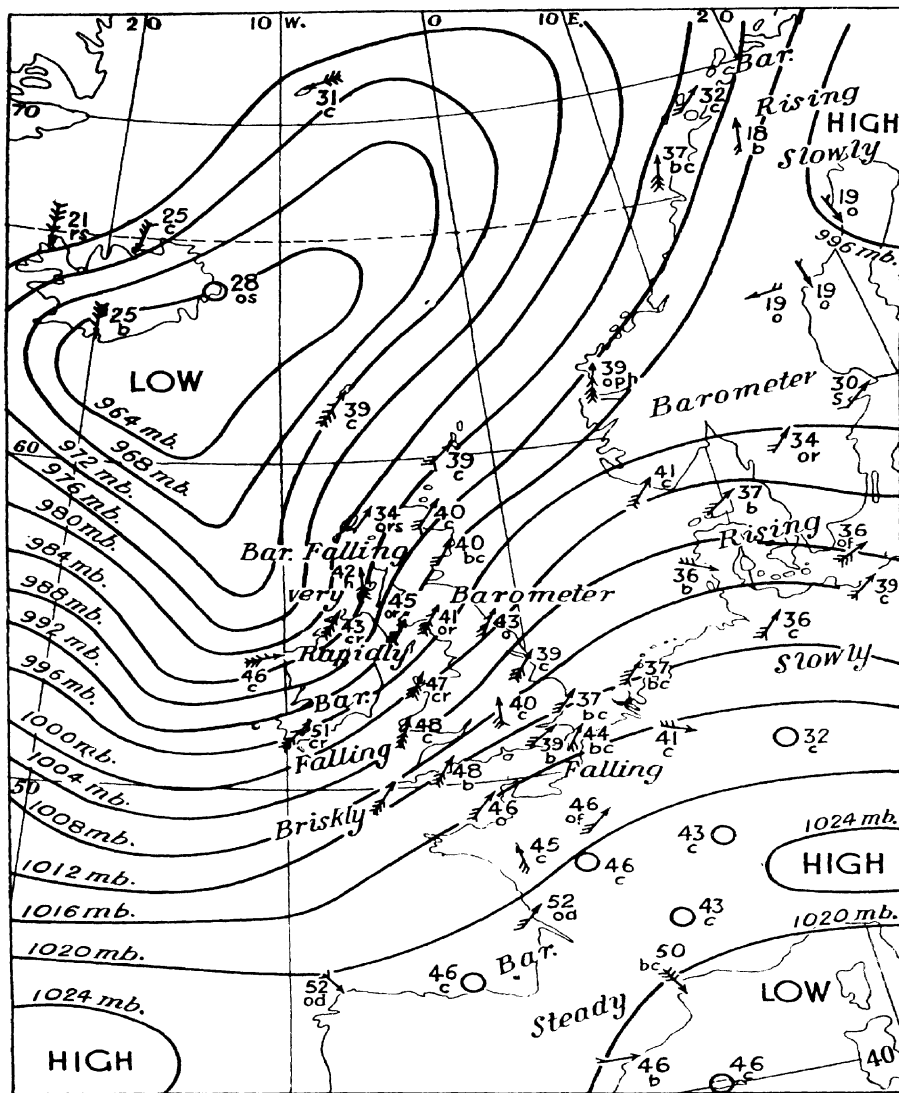 20
10 W.
0
10 E.
20
Bar.
31
c
32
c
Rising
70
HIGH
18
b
Slowly
37
bc
21
rs
25
c
19
o
996 mb.
28
os
19
o
19
o
25
b
LOW
39
oph
30
s
Barometer
964 mb.
39
c
34
or
968 mb.
60
972 mb.
39
c
41
c
976 mb.
37
b
980 mb.
34
ors
40
c
Rising
36
of
984 mb.
Bar. Falling
40
bc
36
b
988 mb.
42
h
very
45
or
Barometer
39
c
992 mb.
43
cr
41
or
43
o
36
c
Rapidly
46
c
39
c
Slowly
996 mb.
37
bc
Bar.
47
cr
37
bc
1000 mb.
c
51
cr
48
c
40
c
44
bc
41
c
32
c
39
b
1004 mb.
Falling
48
b
Falling
50
1008 mb.
Briskly
46
o
46
of
1024 mb.
43
c
1012 mb.
45
c
46
c
HIGH
1016 mb.
52
od
43
c
1020 mb.
1020 mb.
Bar.
46
c
50
bc
1024 mb.
52
od
LOW
Steady
HIGH
46
b
46
c
40